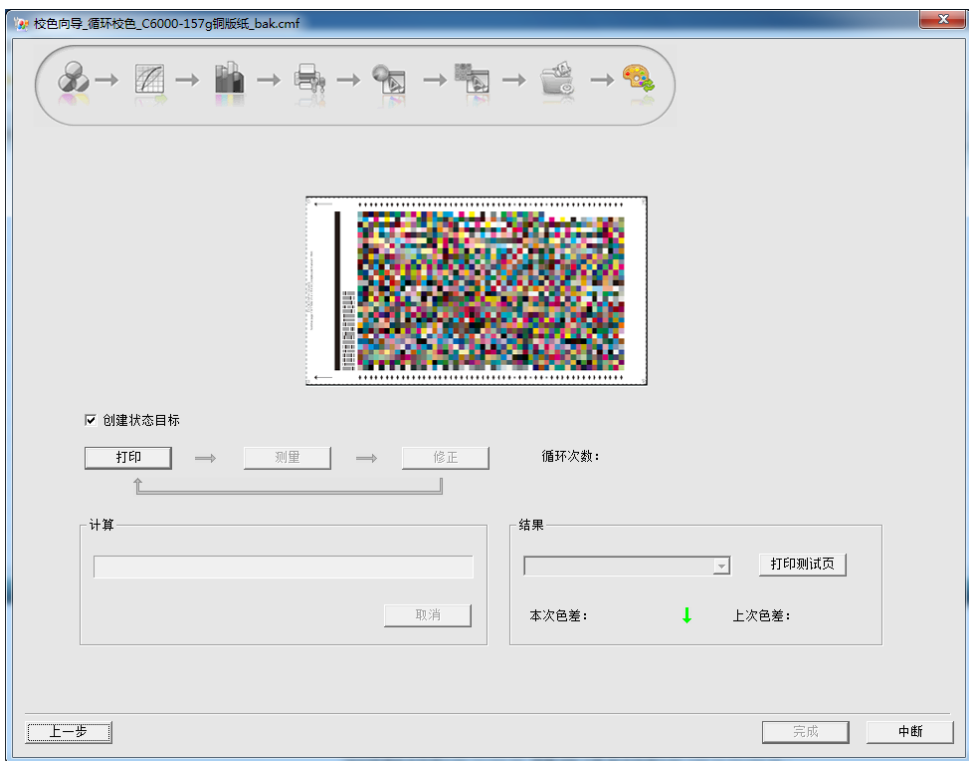 校色向导_循环校色_C6000-157g铜版纸_bak.cmf
创建状态目标
打印
测量
修正
循环次数：
计算
取消
结果
打印测试页
本次色差：
上次色差：
上一步
完成
中断